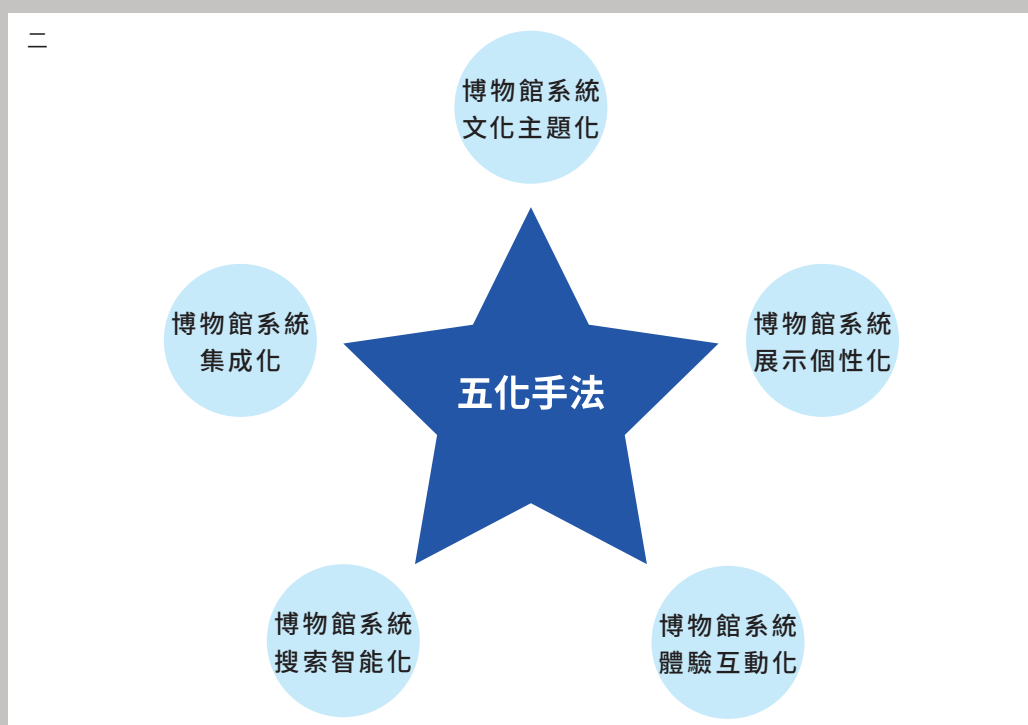 二
博物館系統
文化主題化
博物館系統
集成化
博物館系統
展示個性化
五化手法
博物館系統
搜索智能化
博物館系統
體驗互動化